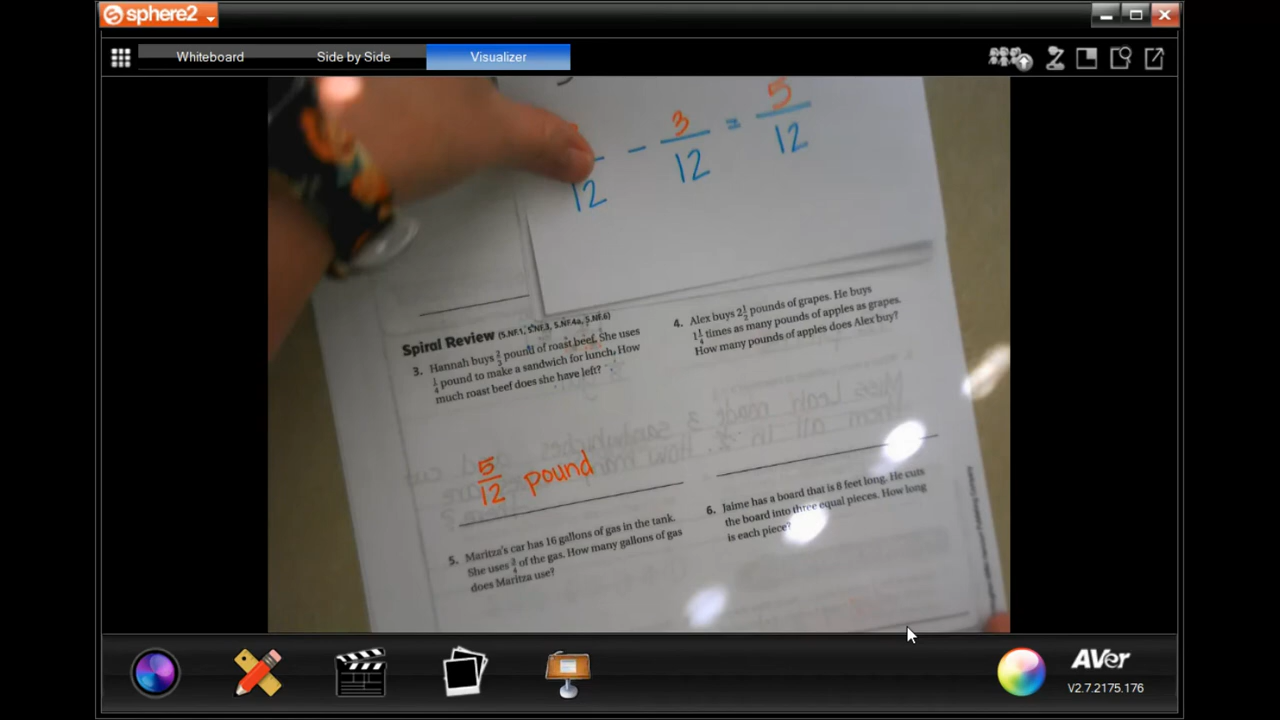 sphere2
Whiteboard Side by Side Visualizer
12 - 3/12 = 5/12
Spiral Review (5.NF.1, 5.NF.3, 5.NF.4a, 5.NF.6)
3. Hannah buys 2/3 pound of roast beef. She uses
1/4 pound to make a sandwich for lunch. How
much roast beef does she have left?
5/12 pound
4. Alex buys 2 1/2 pounds of grapes. He buys
1 1/4 times as many pounds of apples as grapes.
How many pounds of apples does Alex buy?
5. Maritza's car has 16 gallons of gas in the tank.
She uses /4 of the gas. How many gallons of gas
does Maritza use?
6. Jaime has a board that is 8 feet long. He cuts
the board into three equal pieces. How long
is each piece?
AVer
V2.7.2175.176